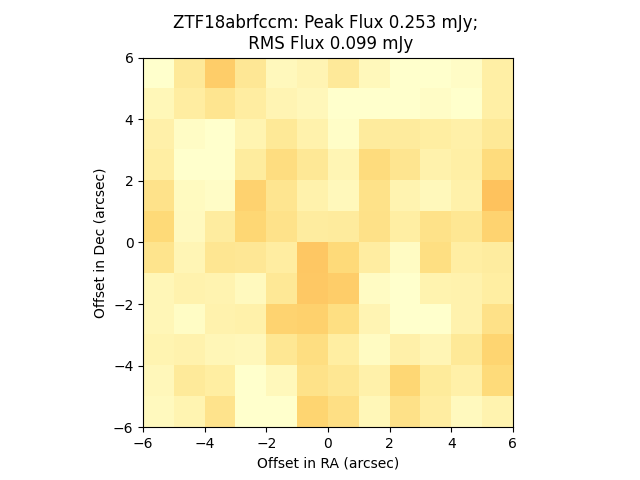 ZTF18abrfccm: Peak Flux 0.253 mJy;
RMS Flux 0.099 mJy
6
4
2
0
−2
−4
−6
Offset in Dec (arcsec)
−6 −4 −2 0 2 4 6
Offset in RA (arcsec)